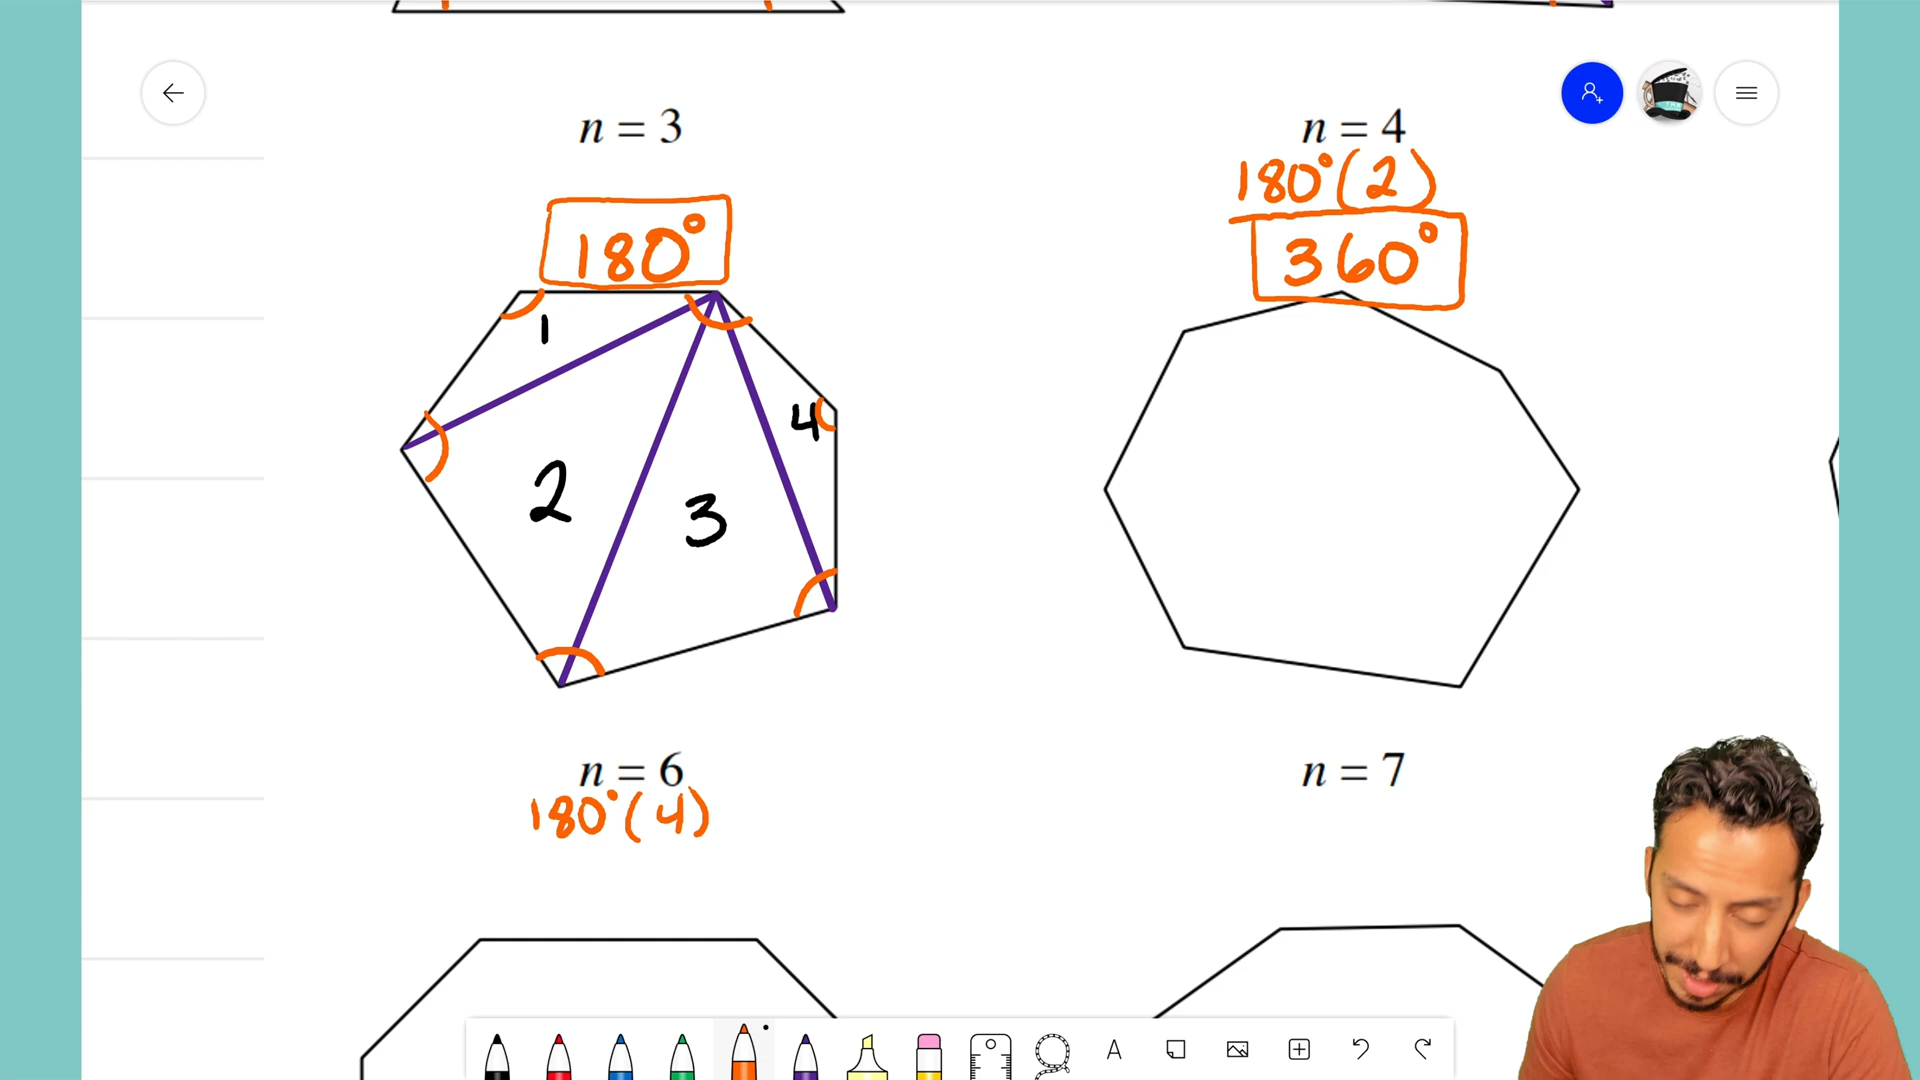 n = 3
n = 4
180°(2)
180°
360°
1
4
2
3
n = 6
n = 7
180°(4)
A